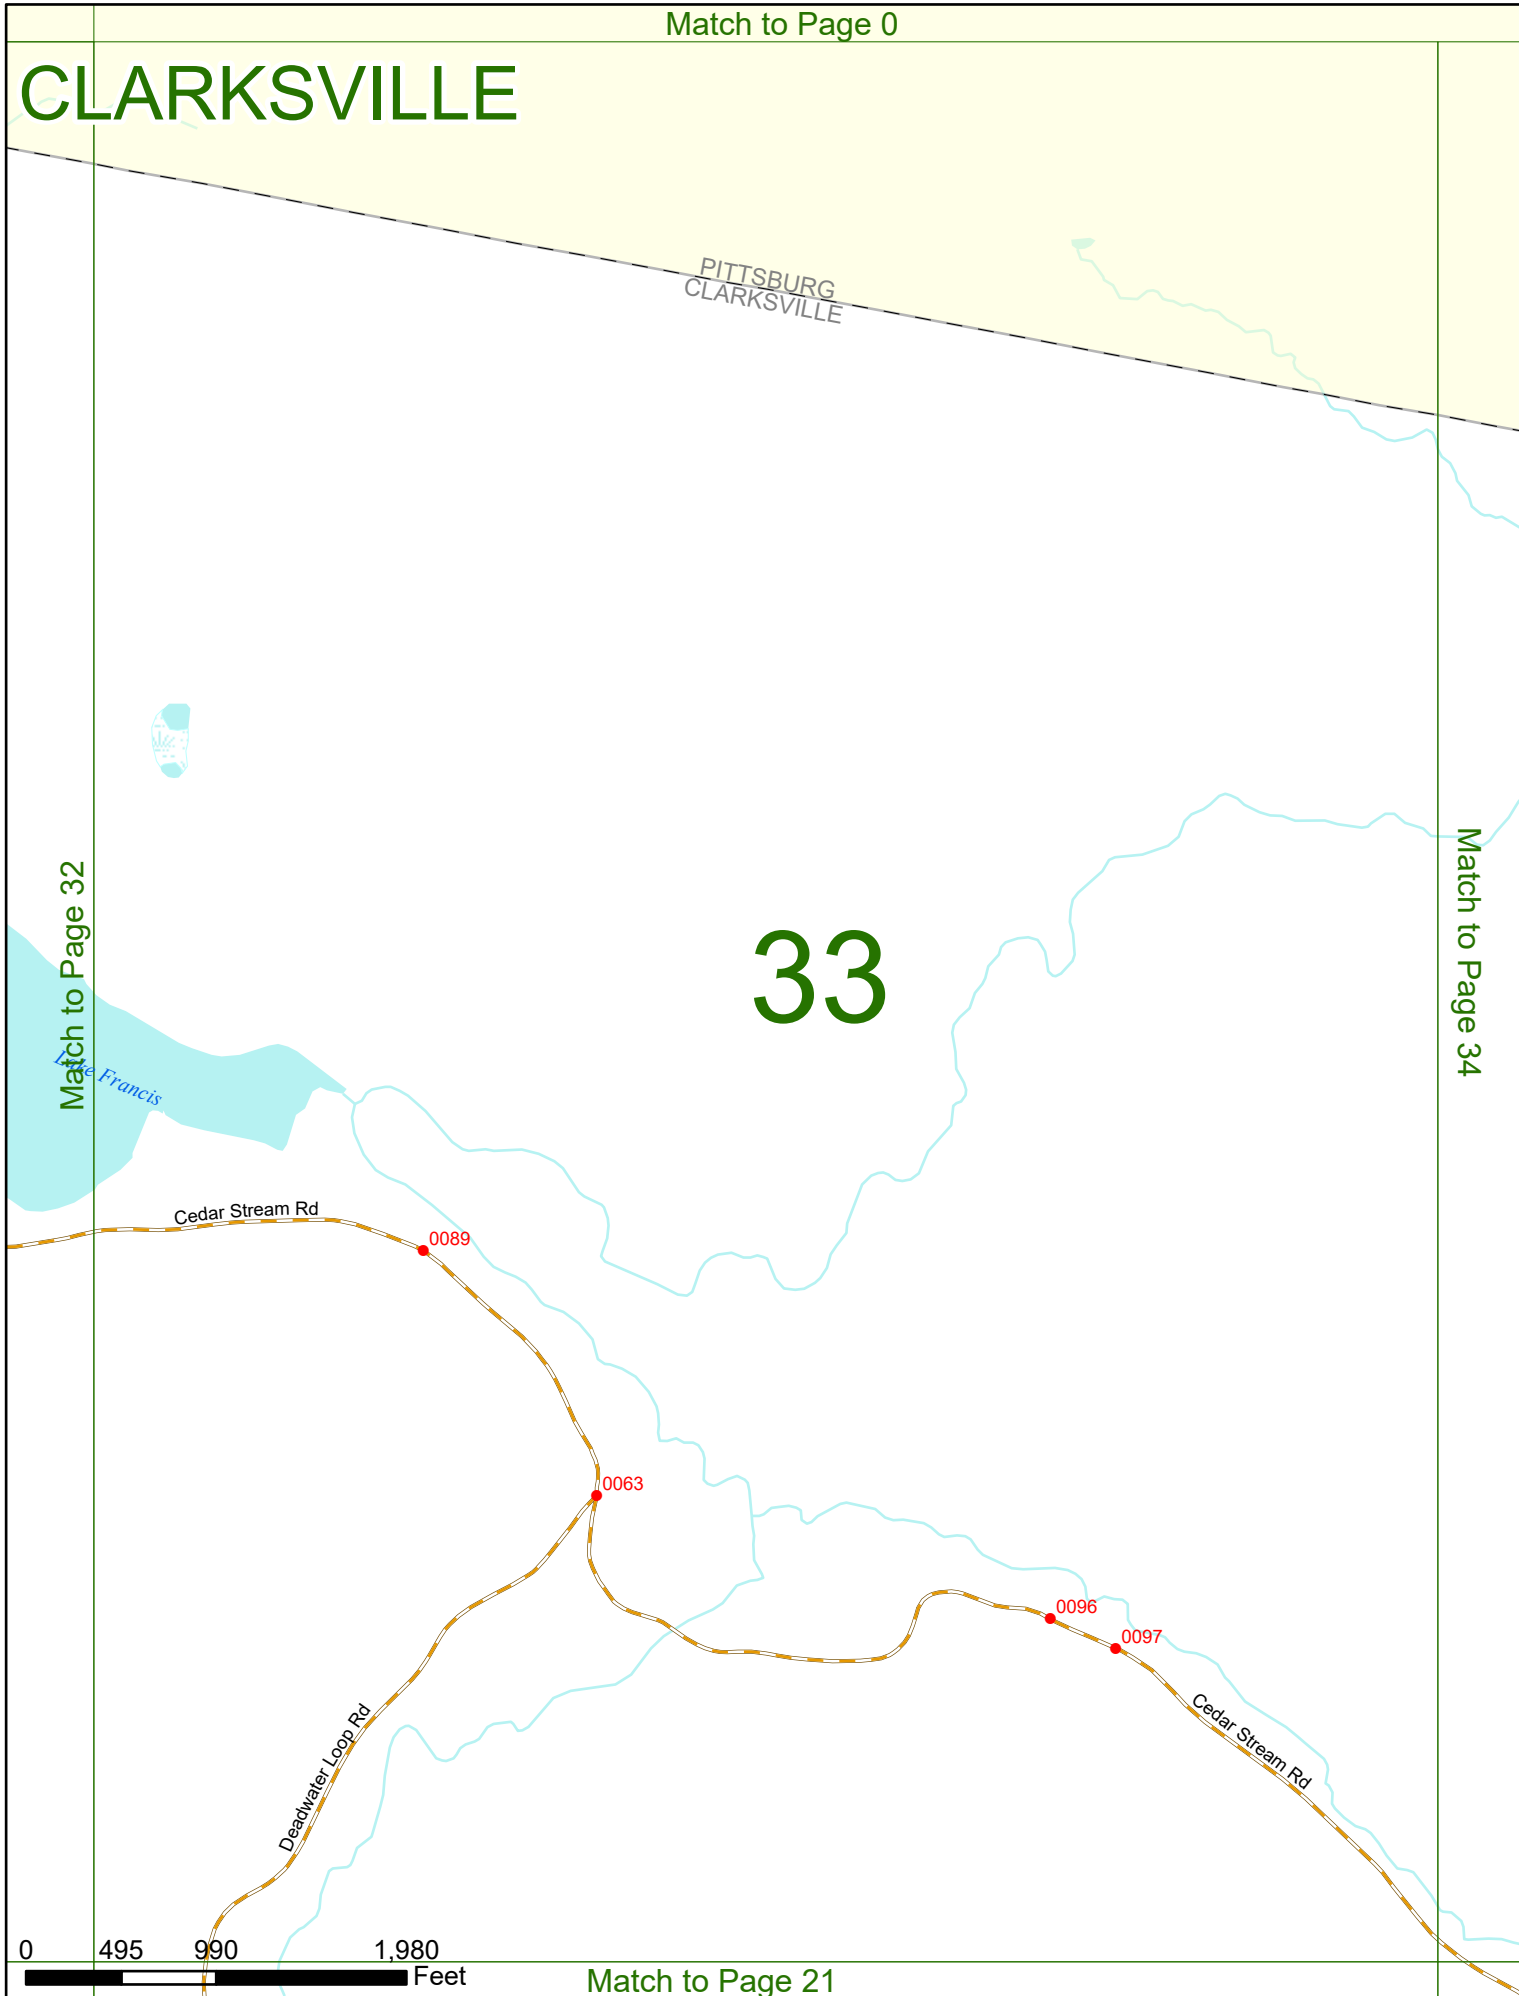 Match to Page 0
CLARKSVILLE
PITTSBURG
CLARKSVILLE
Match to Page 32
33
Match to Page 34
Lake Francis
Cedar Stream Rd
0089
0063
0096
0097
Cedar Stream Rd
Deadwater Loop Rd
0 495 990 1,980
Feet
Match to Page 21